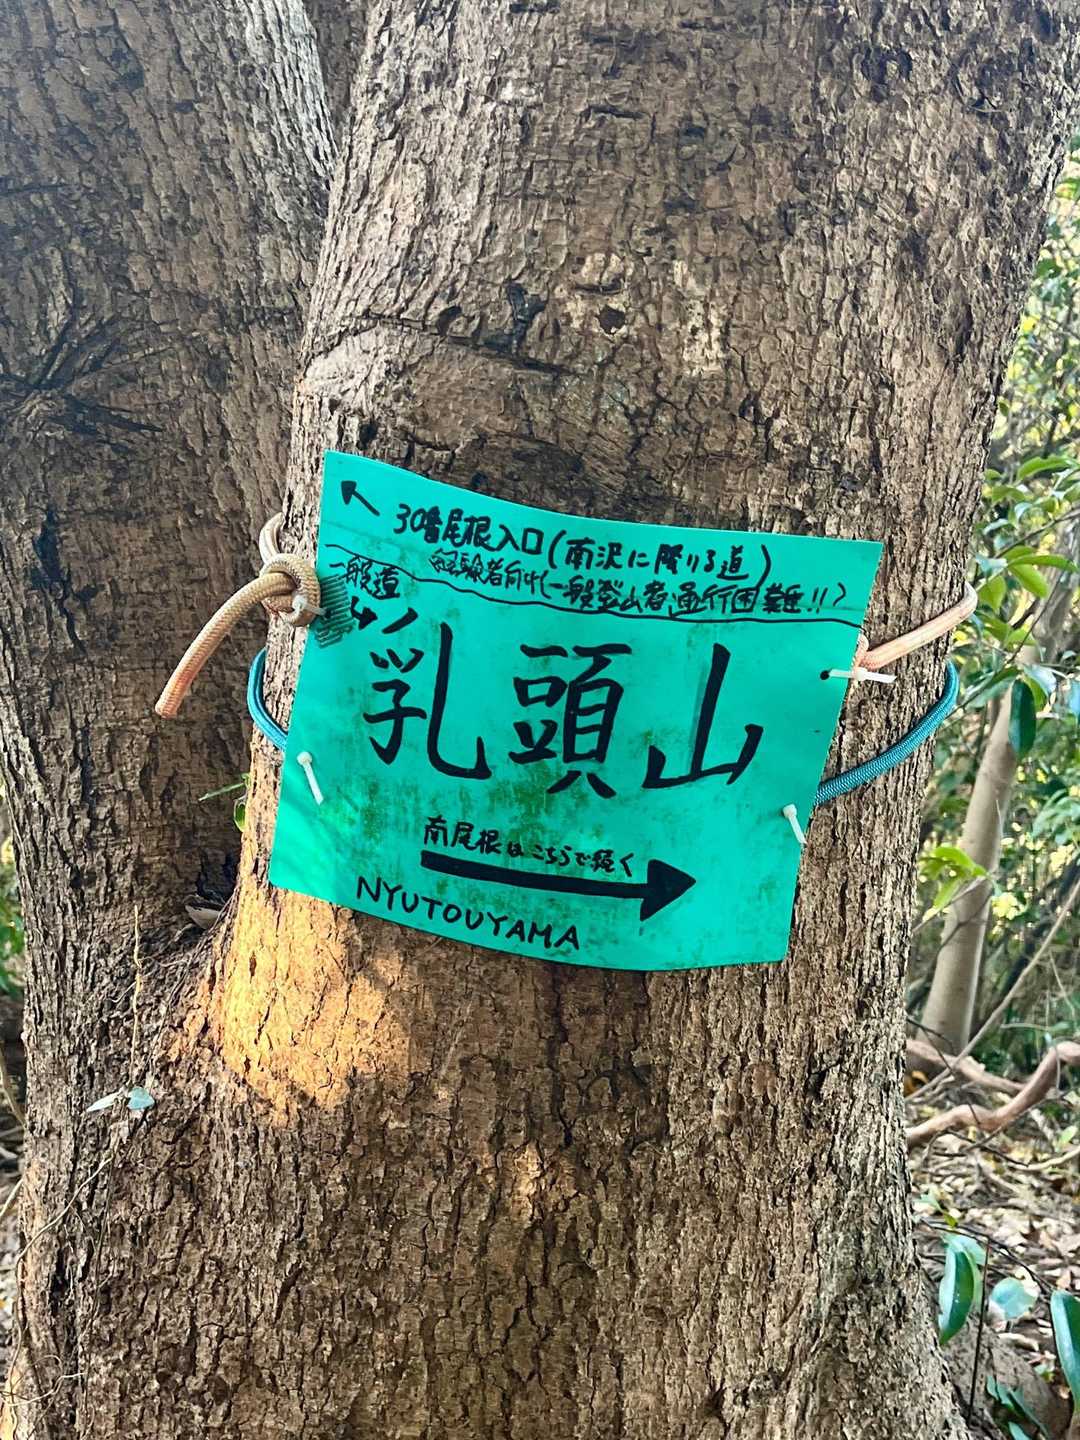 ↖ 30番尾根入口(南沢に降りる道)
経験者向け(一般登山者通行困難!!)
一般道
乳頭山
南尾根はこちらで続く
NYUTOUYAMA